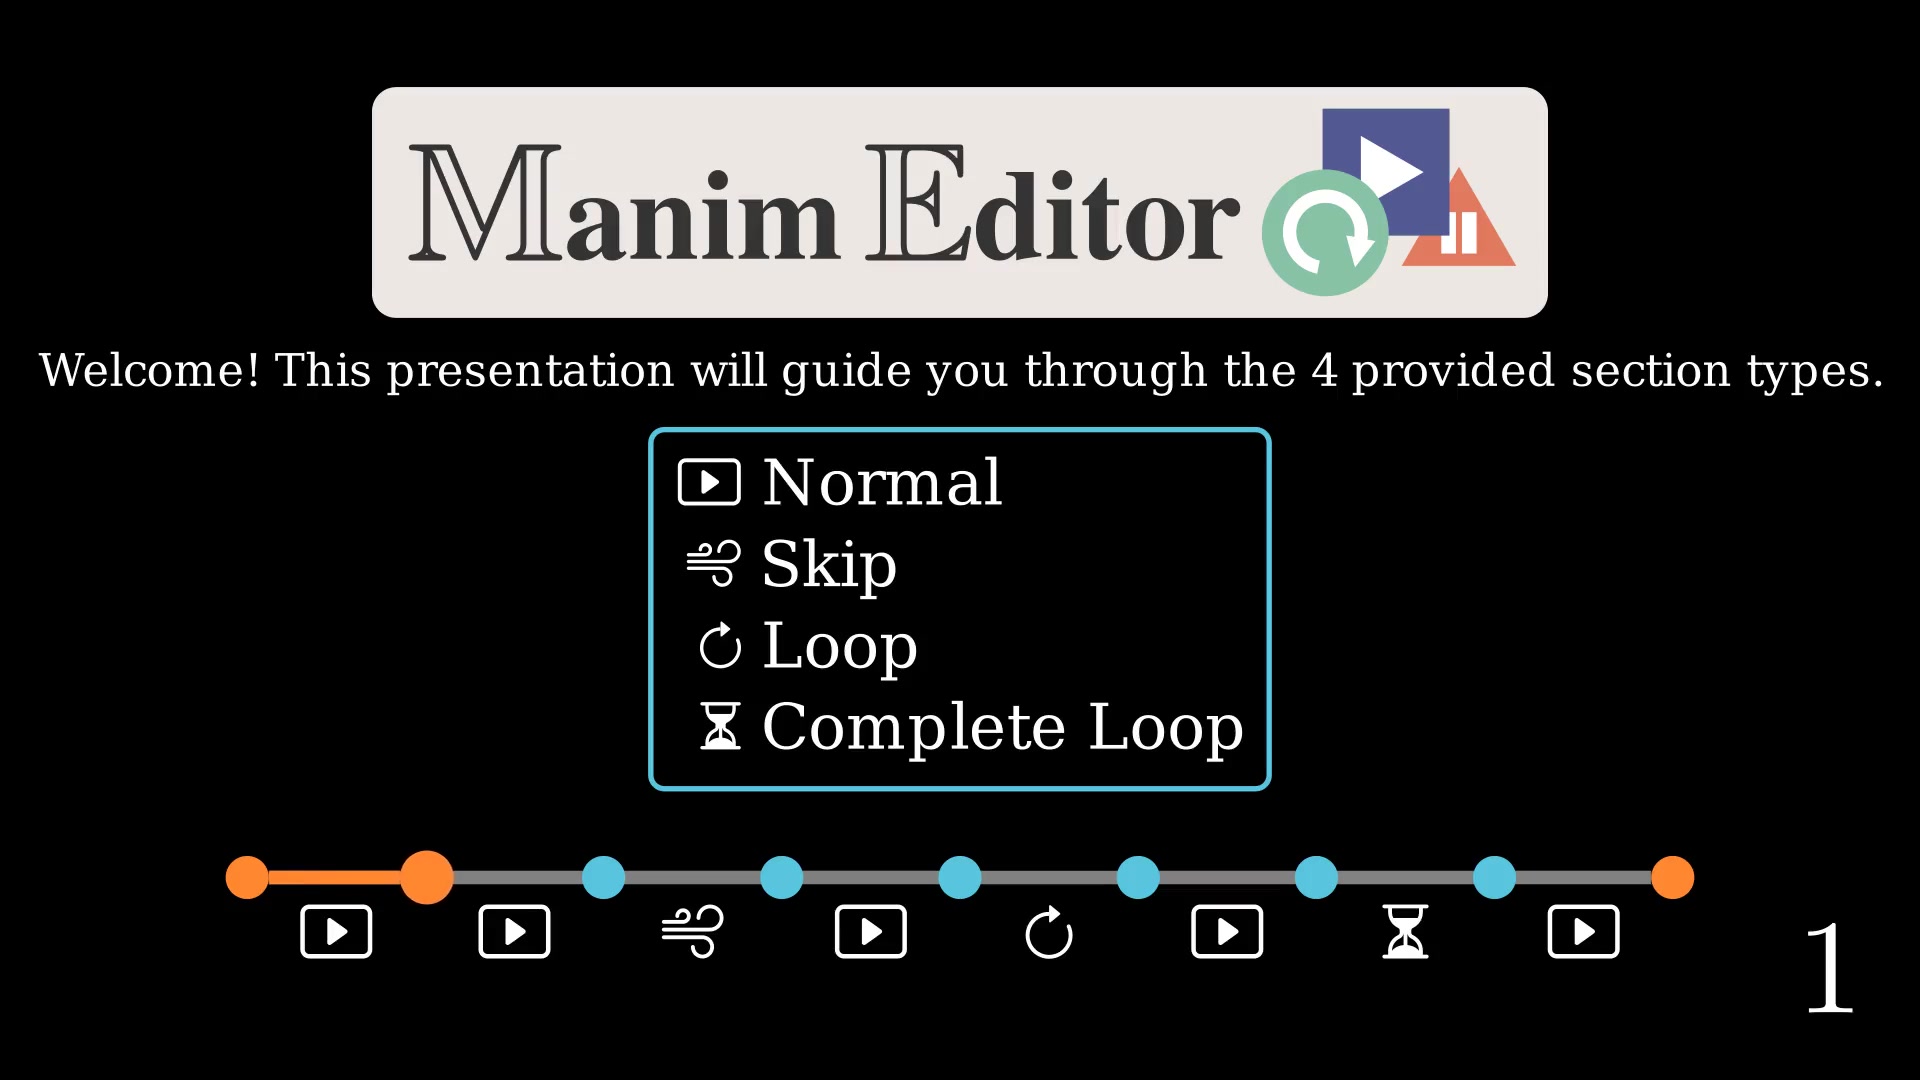 Manim Editor
Welcome! This presentation will guide you through the 4 provided section types.
Normal
Skip
Loop
Complete Loop
1